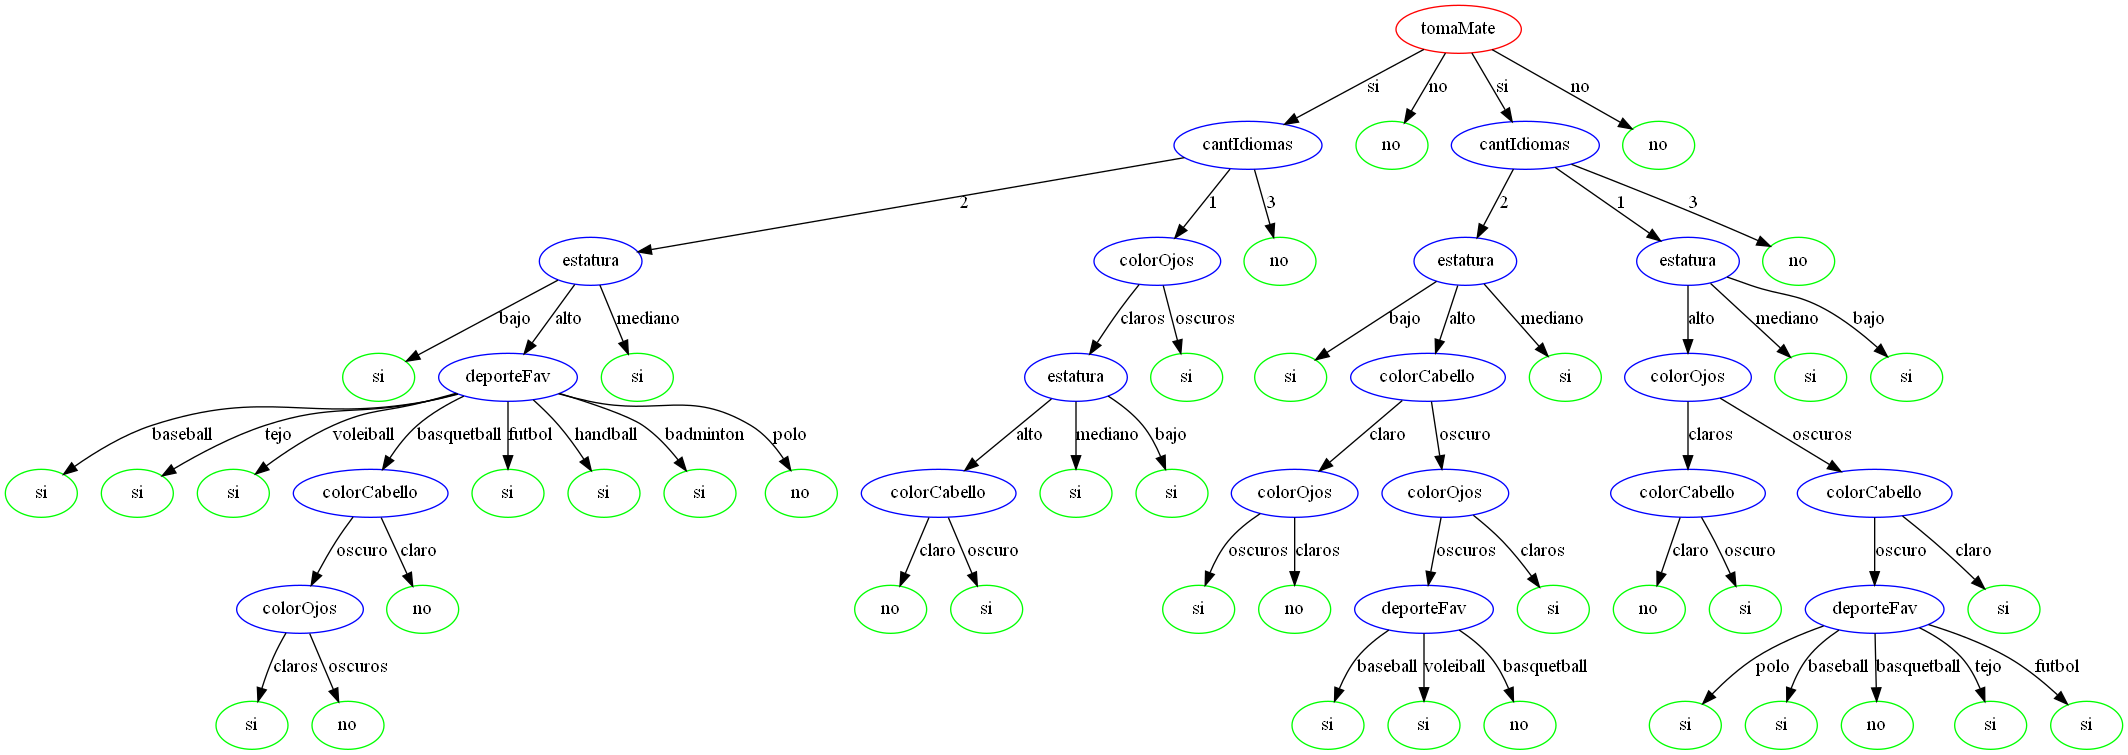 tomaMate
si no si no
cantIdiomas no cantIdiomas no
2 1 3 2 1 3
estatura colorOjos no estatura estatura no
bajo alto mediano claros oscuros bajo alto mediano alto mediano bajo
si deporteFav si estatura si si colorCabello si colorOjos si si
baseball tejo voleiball basquetball futbol handball badminton polo alto mediano bajo claro oscuro claros oscuros
si si si colorCabello si si si no colorCabello si si colorOjos colorOjos colorCabello colorCabello
oscuro claro claro oscuro oscuros claros oscuros claros claro oscuro oscuro claro
colorOjos no no si si no deporteFav si no si deporteFav si
claros oscuros baseball voleiball basquetball polo baseball basquetball tejo futbol
si no si si no si si no si si